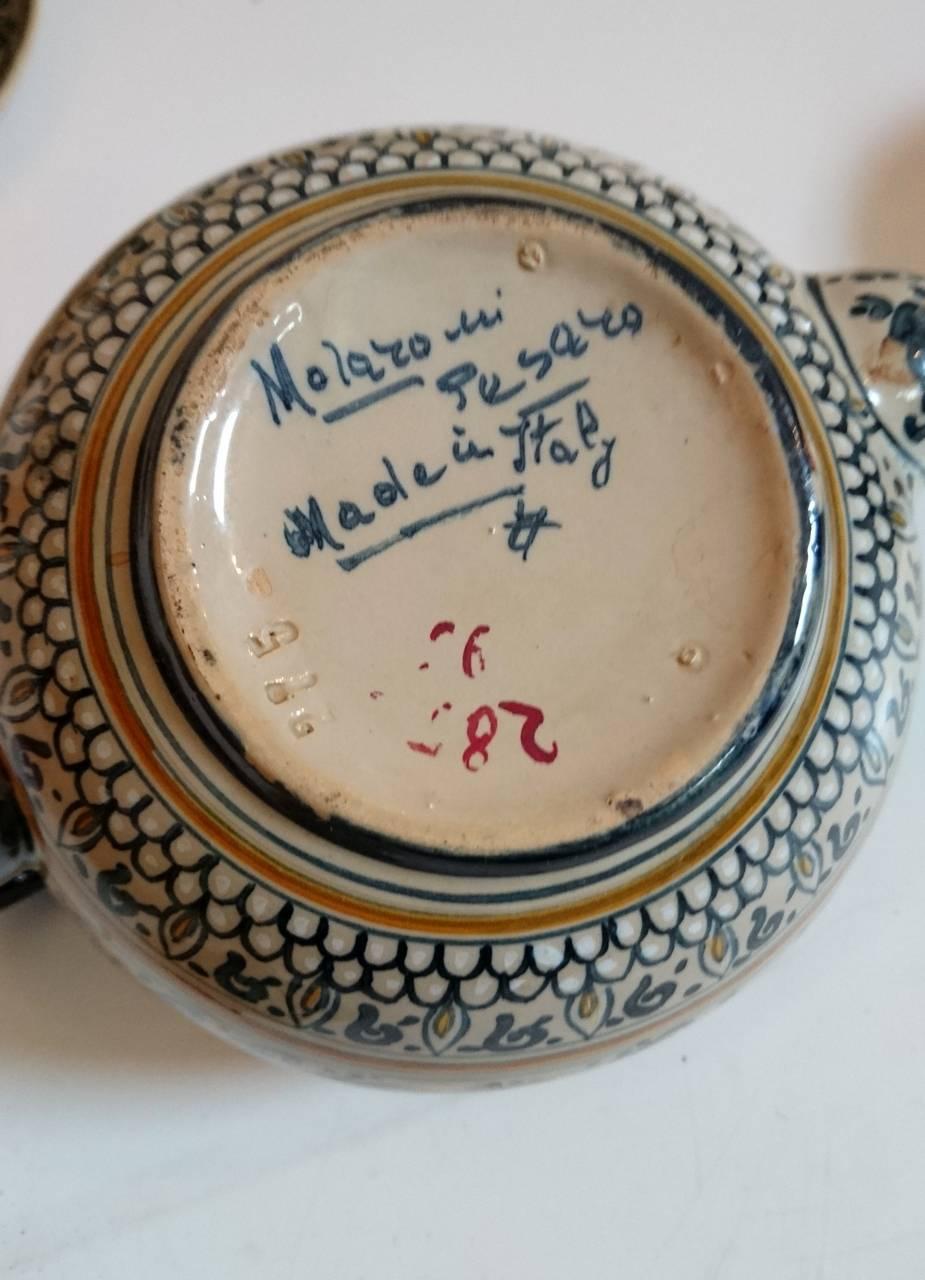 Molaroni
Pesaro
Made in Italy
28